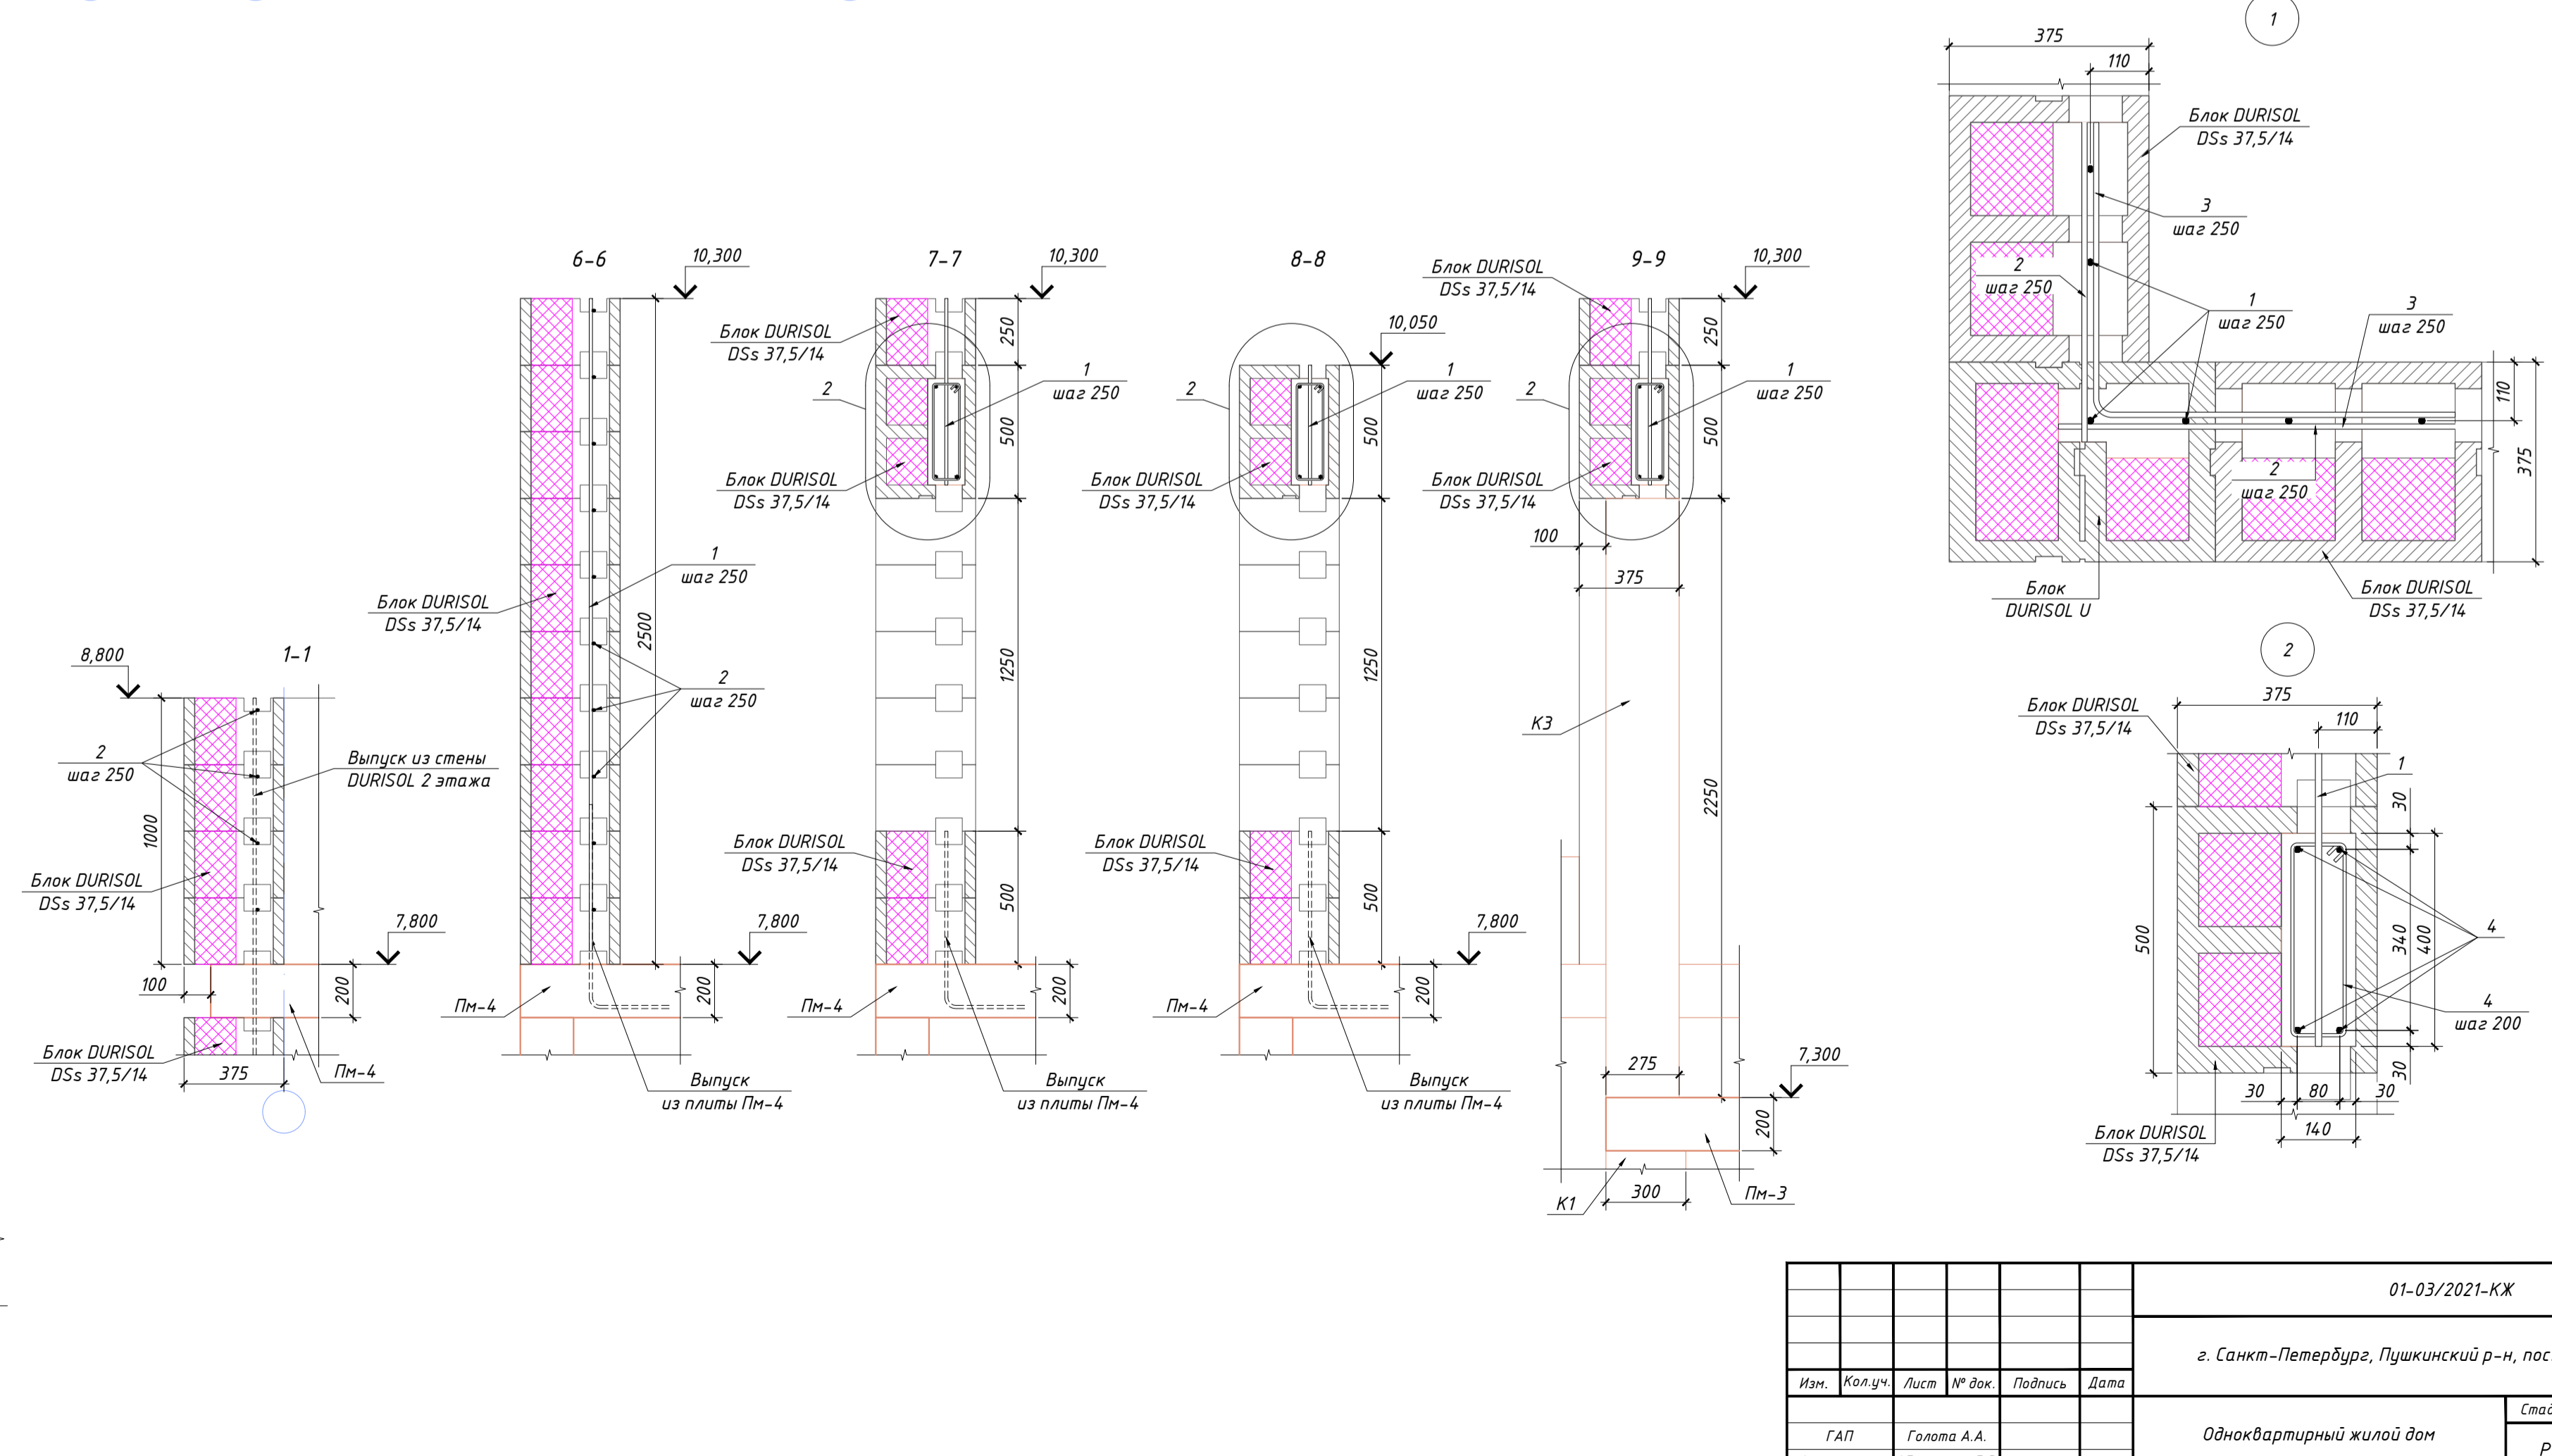 1-1
8,800
2
шаг 250
Выпуск из стены
DURISOL 2 этажа
1000
Блок DURISOL
DSs 37,5/14
7,800
100
200
Блок DURISOL
DSs 37,5/14
375
Пм-4
6-6
10,300
1
шаг 250
Блок DURISOL
DSs 37,5/14
2500
2
шаг 250
7,800
Пм-4
200
Выпуск
из плиты Пм-4
7-7
10,300
Блок DURISOL
DSs 37,5/14
250
1
шаг 250
2
500
Блок DURISOL
DSs 37,5/14
1250
Блок DURISOL
DSs 37,5/14
500
Пм-4
200
Выпуск
из плиты Пм-4
8-8
10,050
1
шаг 250
2
500
Блок DURISOL
DSs 37,5/14
1250
Блок DURISOL
DSs 37,5/14
500
7,800
Пм-4
200
Выпуск
из плиты Пм-4
9-9
Блок DURISOL
DSs 37,5/14
10,300
250
1
шаг 250
2
500
Блок DURISOL
DSs 37,5/14
100
375
К3
2250
275
7,300
200
300
К1
Пм-3
1
375
110
Блок DURISOL
DSs 37,5/14
3
шаг 250
2
шаг 250
1
шаг 250
3
шаг 250
110
375
2
шаг 250
Блок
DURISOL U
Блок DURISOL
DSs 37,5/14
2
375
Блок DURISOL
DSs 37,5/14
110
1
30
500
340
400
4
4
шаг 200
30
30
80
30
140
Блок DURISOL
DSs 37,5/14
01-03/2021-КЖ
г. Санкт-Петербург, Пушкинский р-н, пос
Изм.
Кол.уч.
Лист
№ док.
Подпись
Дата
ГАП
Голота А.А.
Одноквартирный жилой дом
Стад
Р